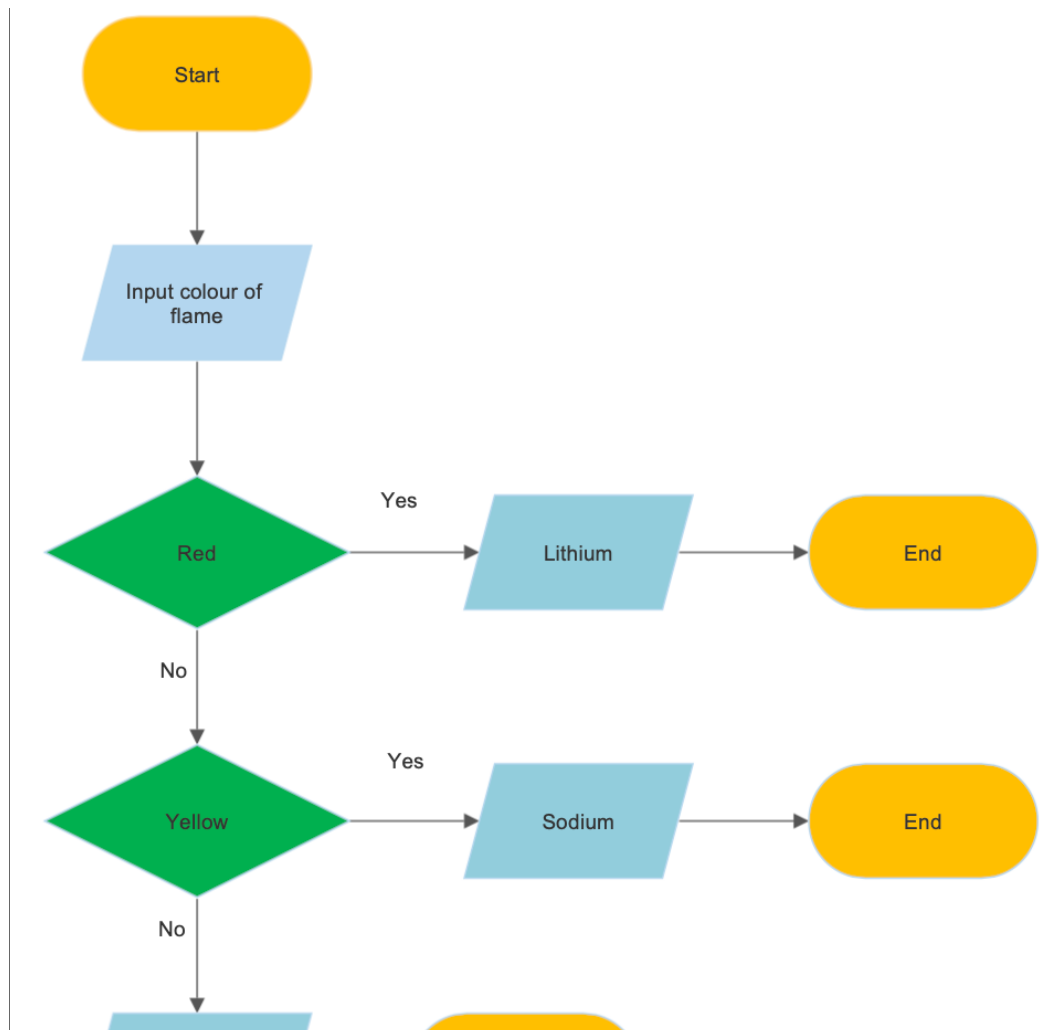 Start
Input colour of
flame
Yes
Red
Lithium
End
No
Yes
Yellow
Sodium
End
No